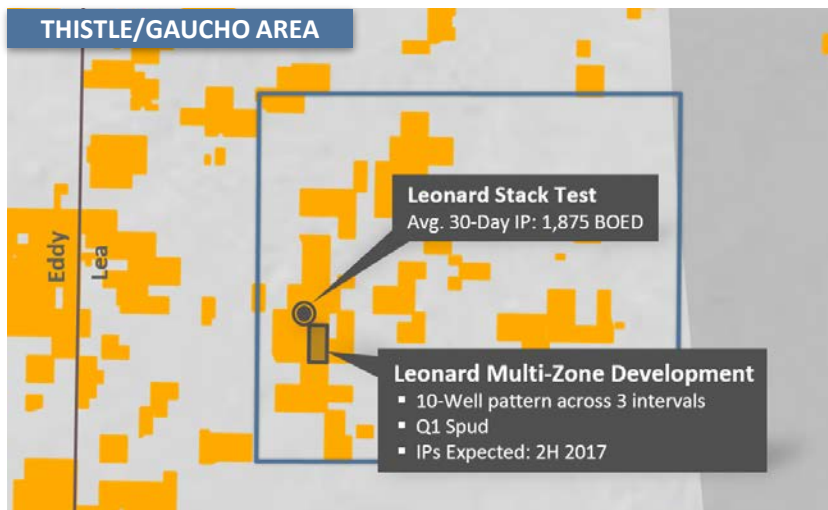 THISTLE/GAUCHO AREA
Eddy
Lea
Leonard Stack Test
Avg. 30-Day IP: 1,875 BOED
Leonard Multi-Zone Development
▪ 10-Well pattern across 3 intervals
▪ Q1 Spud
▪ IPs Expected: 2H 2017